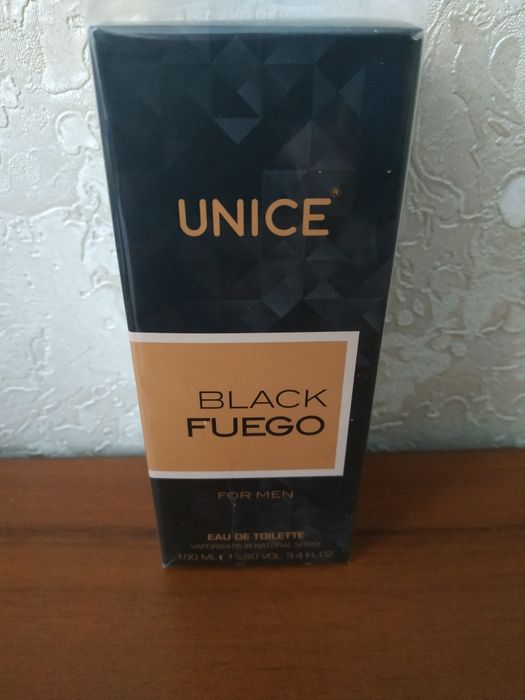 UNICE®
BLACK
FUEGO
FOR MEN
EAU DE TOILETTE
VAPORISATEUR NATURAL SPRAY
100 ML ℮ %80 VOL. 3.4 FL.OZ